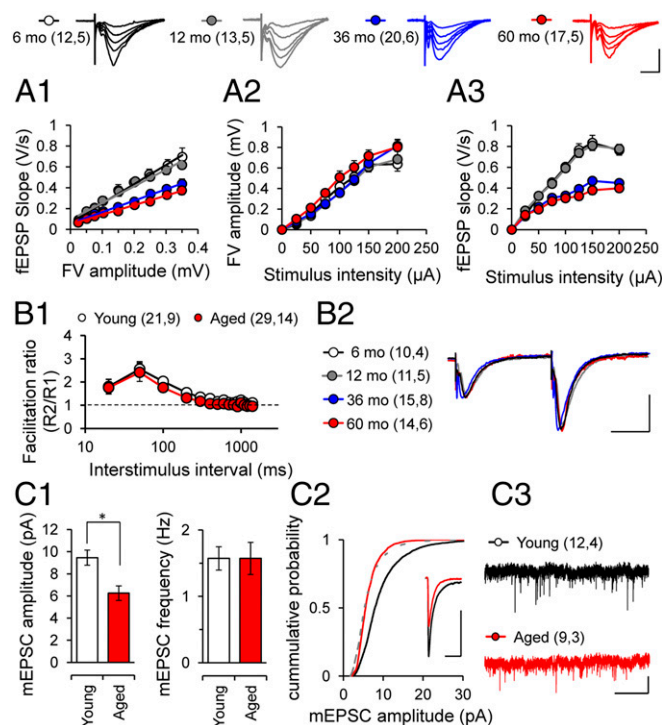 6 mo (12,5)
12 mo (13,5)
36 mo (20,6)
60 mo (17,5)
A1
fEPSP Slope (V/s)
1
0.8
0.6
0.4
0.2
0
0 0.1 0.2 0.3 0.4
FV amplitude (mV)
A2
FV amplitude (mV)
1
0.8
0.6
0.4
0.2
0
0 50 100 150 200 250
Stimulus intensity (µA)
A3
fEPSP slope (V/s)
1
0.8
0.6
0.4
0.2
0
0 50 100 150 200 250
Stimulus intensity (µA)
B1
Young (21,9)
Aged (29,14)
Facilitation ratio
(R2/R1)
4
3
2
1
0
10 100 1000
Interstimulus interval (ms)
B2
6 mo (10,4)
12 mo (11,5)
36 mo (15,8)
60 mo (14,6)
C1
mEPSC amplitude (pA)
12
10
8
6
4
2
0
*
Young
Aged
mEPSC frequency (Hz)
2
1
0
Young
Aged
C2
cummulative probability
1
0.5
0
0 10 20 30
mEPSC amplitude (pA)
C3
Young (12,4)
Aged (9,3)